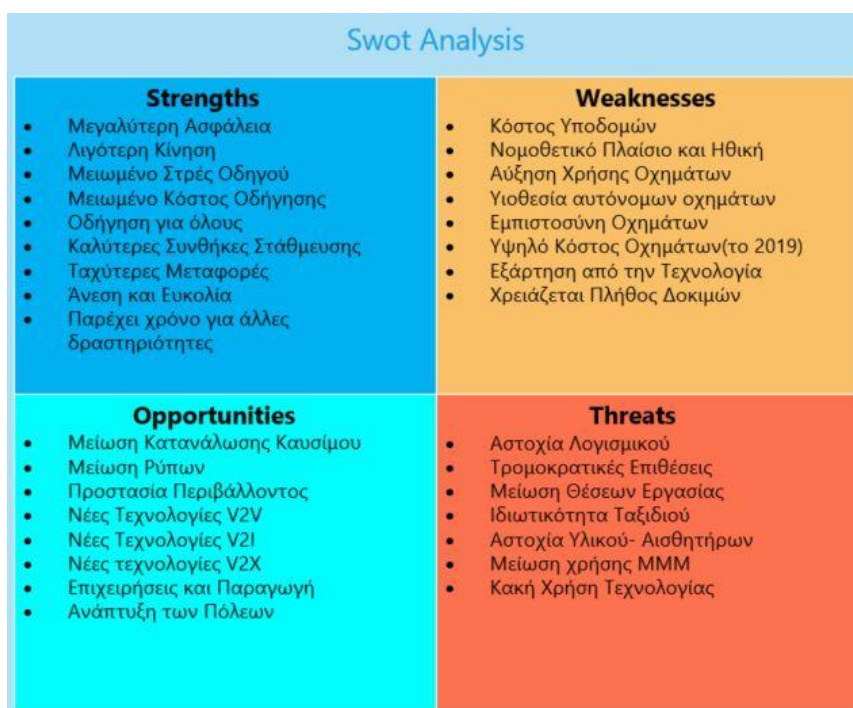 Swot Analysis
Strengths
• Μεγαλύτερη Ασφάλεια
• Λιγότερη Κίνηση
• Μειωμένο Στρές Οδηγού
• Μειωμένο Κόστος Οδήγησης
• Οδήγηση για όλους
• Καλύτερες Συνθήκες Στάθμευσης
• Ταχύτερες Μεταφορές
• Άνεση και Ευκολία
• Παρέχει χρόνο για άλλες
δραστηριότητες
Weaknesses
• Κόστος Υποδομών
• Νομοθετικό Πλαίσιο και Ηθική
• Αύξηση Χρήσης Οχημάτων
• Υιοθεσία αυτόνομων οχημάτων
• Εμπιστοσύνη Οχημάτων
• Υψηλό Κόστος Οχημάτων(το 2019)
• Εξάρτηση από την Τεχνολογία
• Χρειάζεται Πλήθος Δοκιμών
Opportunities
• Μείωση Κατανάλωσης Καυσίμου
• Μείωση Ρύπων
• Προστασία Περιβάλλοντος
• Νέες Τεχνολογίες V2V
• Νέες Τεχνολογίες V2I
• Νέες τεχνολογίες V2X
• Επιχειρήσεις και Παραγωγή
• Ανάπτυξη των Πόλεων
Threats
• Αστοχία Λογισμικού
• Τρομοκρατικές Επιθέσεις
• Μείωση Θέσεων Εργασίας
• Ιδιωτικότητα Ταξιδιού
• Αστοχία Υλικού- Αισθητήρων
• Μείωση χρήσης ΜΜΜ
• Κακή Χρήση Τεχνολογίας